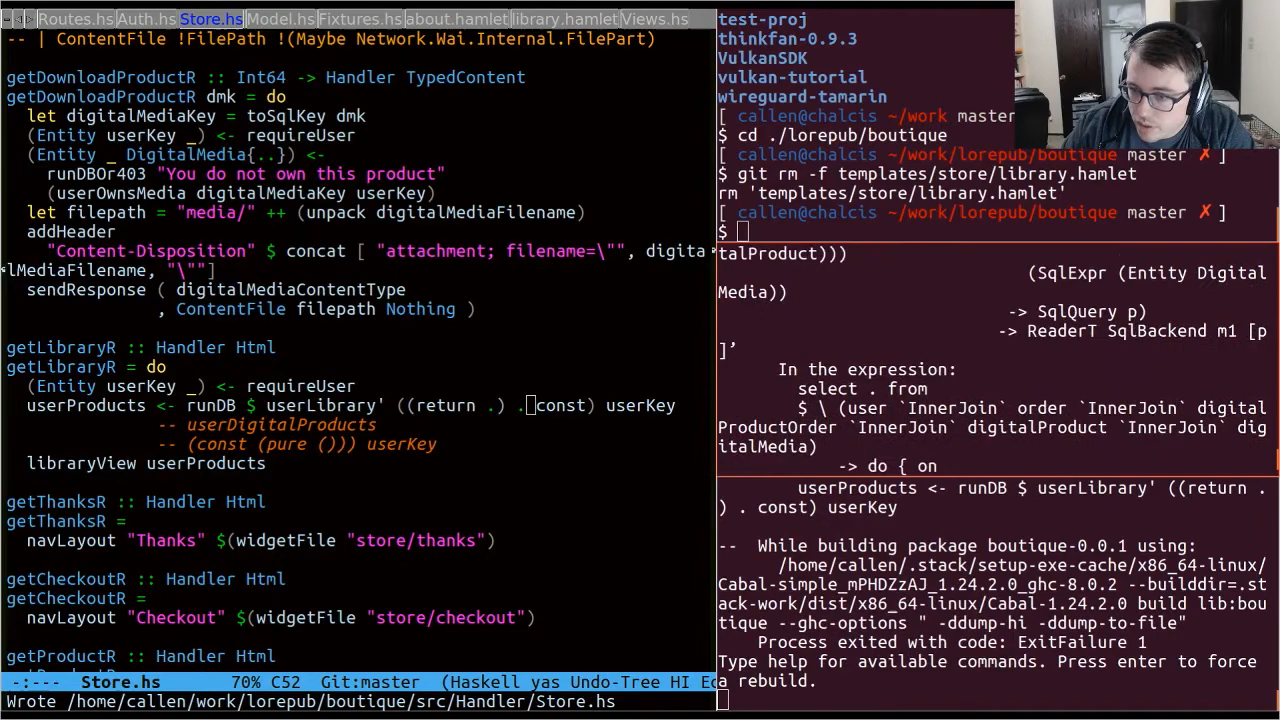 Routes.hs Auth.hs Store.hs Model.hs Fixtures.hs about.hamlet library.hamlet Views.hs
-- | ContentFile !FilePath !(Maybe Network.Wai.Internal.FilePart)
getDownloadProductR :: Int64 -> Handler TypedContent
getDownloadProductR dmk = do
  let digitalMediaKey = toSqlKey dmk
  (Entity userKey _) <- requireUser
  (Entity _ DigitalMedia{..}) <-
    runDBOr403 "You do not own this product"
    (userOwnsMedia digitalMediaKey userKey)
  let filepath = "media/" ++ (unpack digitalMediaFilename)
  addHeader
    "Content-Disposition" $ concat [ "attachment; filename=\"", digita
lMediaFilename, "\""]
  sendResponse ( digitalMediaContentType
               , ContentFile filepath Nothing )
getLibraryR :: Handler Html
getLibraryR = do
  (Entity userKey _) <- requireUser
  userProducts <- runDB $ userLibrary' ((return .) . const) userKey
               -- userDigitalProducts
               -- (const (pure ())) userKey
  libraryView userProducts
getThanksR :: Handler Html
getThanksR =
  navLayout "Thanks" $(widgetFile "store/thanks")
getCheckoutR :: Handler Html
getCheckoutR =
  navLayout "Checkout" $(widgetFile "store/checkout")
getProductR :: Handler Html
-:--- Store.hs 70% C52 Git:master (Haskell yas Undo-Tree HI Ec
Wrote /home/callen/work/lorepub/boutique/src/Handler/Store.hs
test-proj
thinkfan-0.9.3
VulkanSDK
vulkan-tutorial
wireguard-tamarin
[ callen@chalcis ~/work master
$ cd ./lorepub/boutique
[ callen@chalcis ~/work/lorepub/boutique master ✗ ]
$ git rm -f templates/store/library.hamlet
rm 'templates/store/library.hamlet'
[ callen@chalcis ~/work/lorepub/boutique master ✗ ]
$
talProduct)))
(SqlExpr (Entity Digital
Media))
-> SqlQuery p)
-> ReaderT SqlBackend m1 [p
]’
In the expression:
select . from
$ \ (user `InnerJoin` order `InnerJoin` digital
ProductOrder `InnerJoin` digitalProduct `InnerJoin` dig
italMedia)
-> do { on
userProducts <- runDB $ userLibrary' ((return .
) . const) userKey
--  While building package boutique-0.0.1 using:
/home/callen/.stack/setup-exe-cache/x86_64-linux/
Cabal-simple_mPHDZzAJ_1.24.2.0_ghc-8.0.2 --builddir=.st
ack-work/dist/x86_64-linux/Cabal-1.24.2.0 build lib:bou
tique --ghc-options " -ddump-hi -ddump-to-file"
Process exited with code: ExitFailure 1
Type help for available commands. Press enter to force
a rebuild.